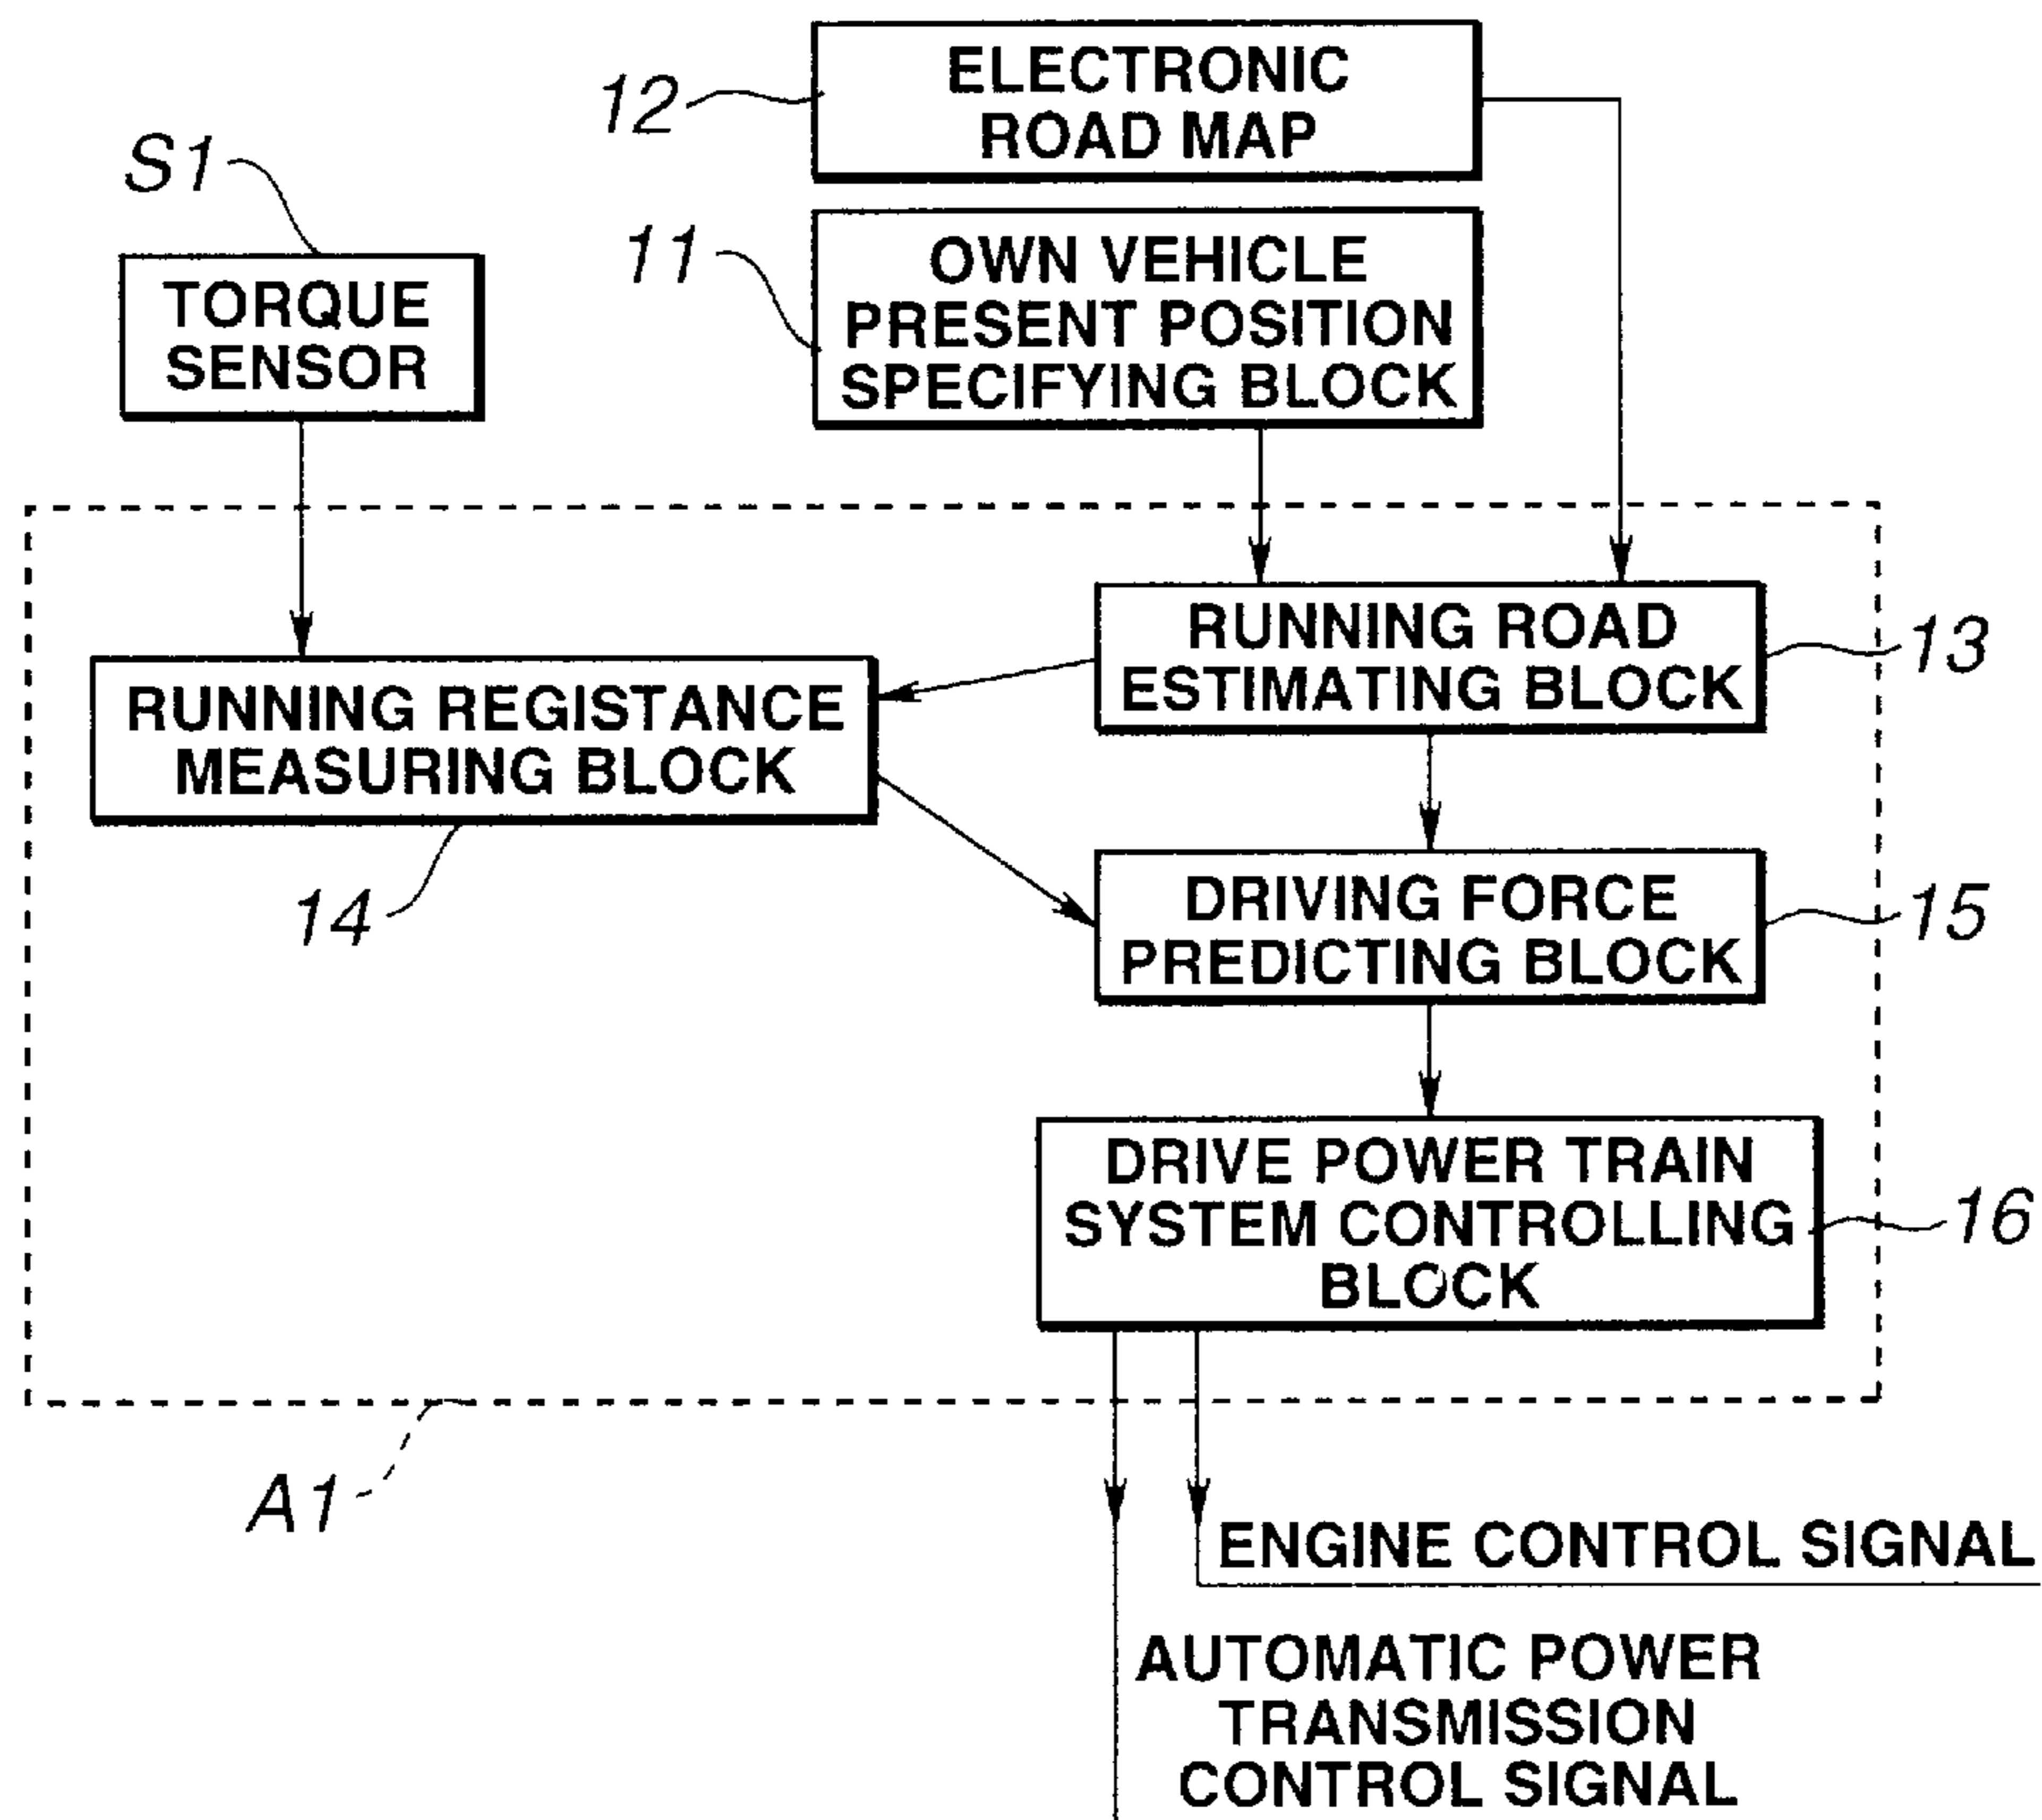 12
ELECTRONIC
ROAD MAP
S1
TORQUE
SENSOR
11
OWN VEHICLE
PRESENT POSITION
SPECIFYING BLOCK
RUNNING ROAD
ESTIMATING BLOCK
13
RUNNING REGISTANCE
MEASURING BLOCK
14
DRIVING FORCE
PREDICTING BLOCK
15
DRIVE POWER TRAIN
SYSTEM CONTROLLING
BLOCK
16
A1
ENGINE CONTROL SIGNAL
AUTOMATIC POWER
TRANSMISSION
CONTROL SIGNAL